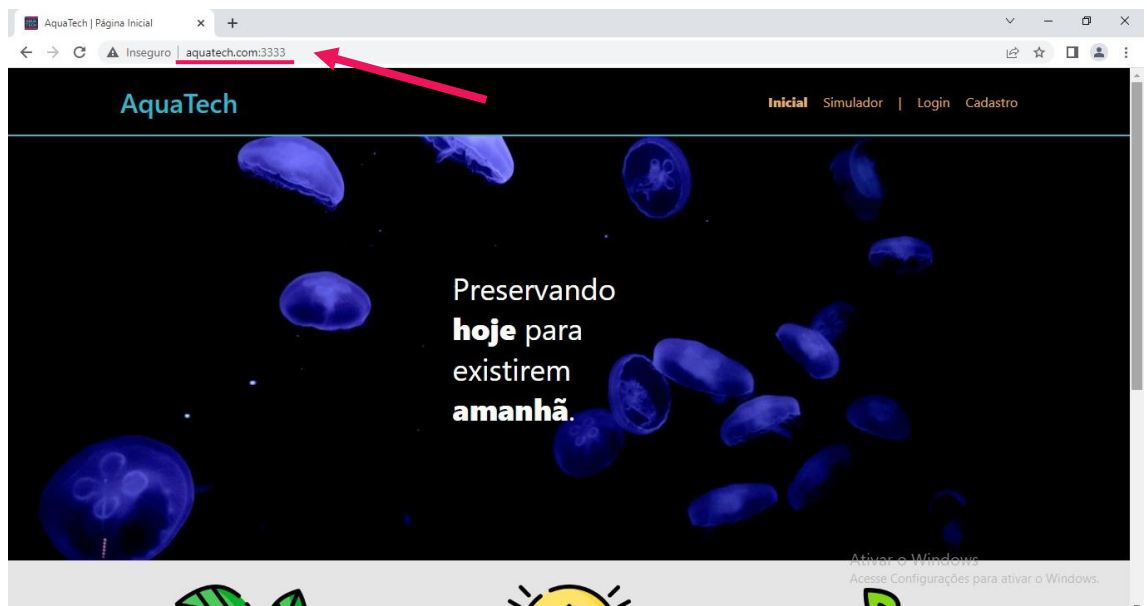 AquaTech | Página Inicial
Inseguro | aquatech.com:3333
AquaTech
Inicial Simulador | Login Cadastro
Preservando
hoje para
existirem
amanhã.
Ativar o Windows
Acesse Configurações para ativar o Windows.